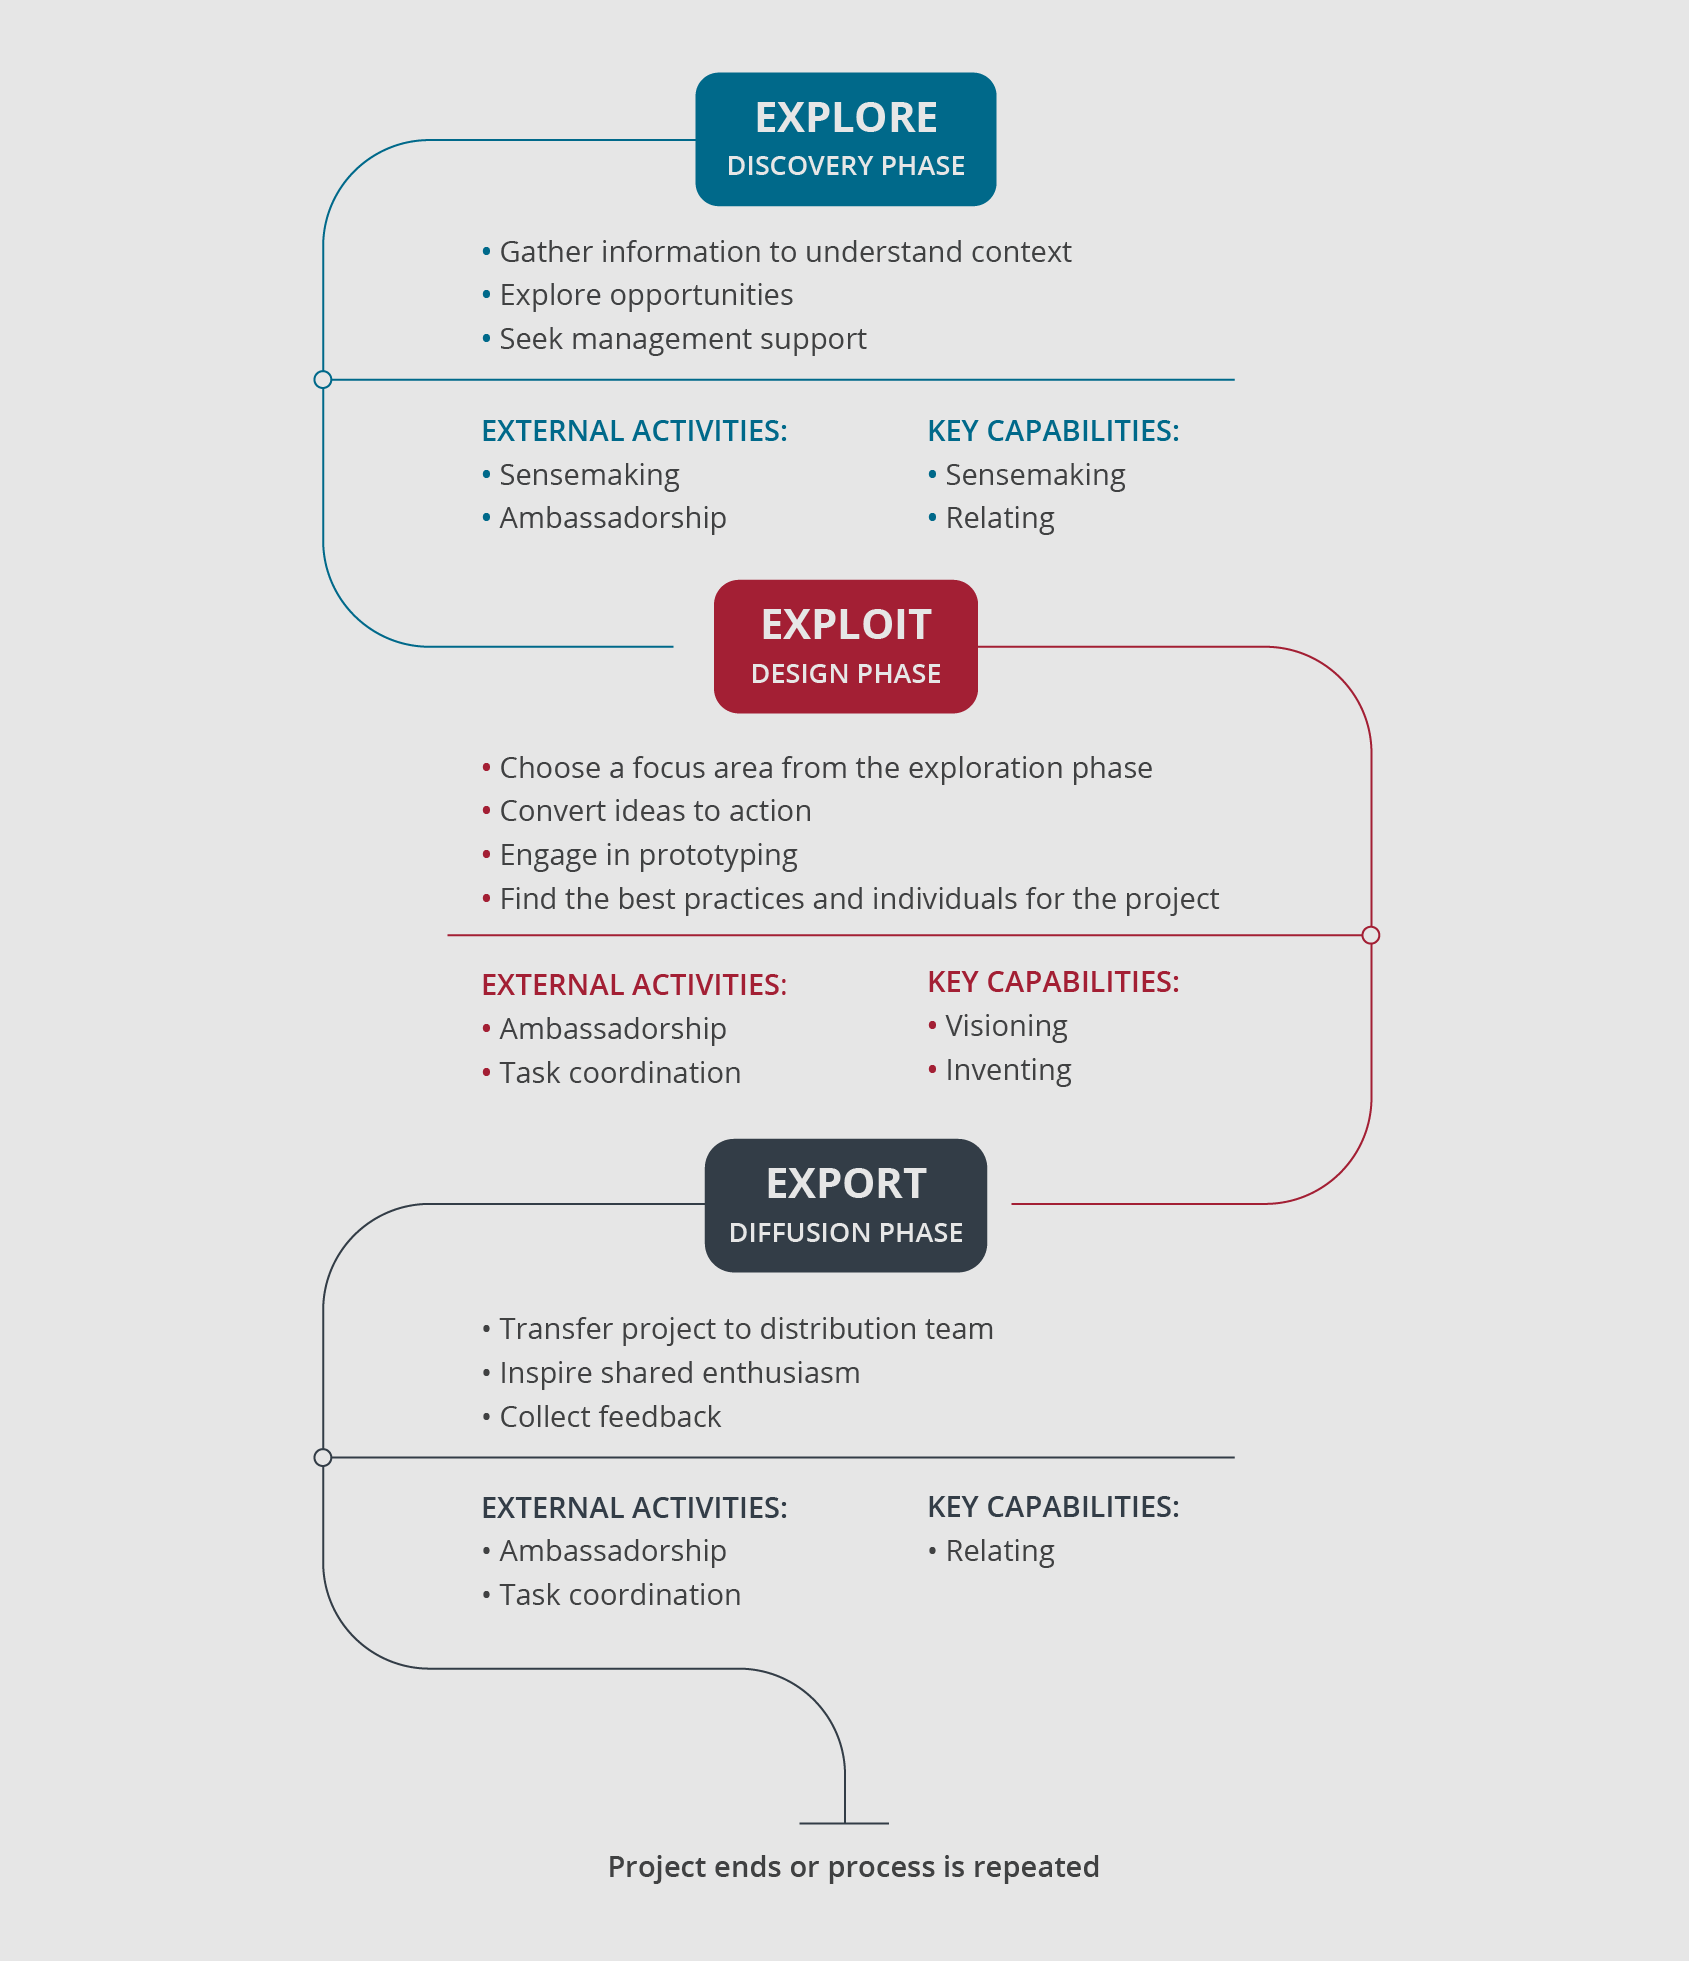 EXPLORE
DISCOVERY PHASE
• Gather information to understand context
• Explore opportunities
• Seek management support
EXTERNAL ACTIVITIES:
• Sensemaking
• Ambassadorship
KEY CAPABILITIES:
• Sensemaking
• Relating
EXPLOIT
DESIGN PHASE
• Choose a focus area from the exploration phase
• Convert ideas to action
• Engage in prototyping
• Find the best practices and individuals for the project
EXTERNAL ACTIVITIES:
• Ambassadorship
• Task coordination
KEY CAPABILITIES:
• Visioning
• Inventing
EXPORT
DIFFUSION PHASE
• Transfer project to distribution team
• Inspire shared enthusiasm
• Collect feedback
EXTERNAL ACTIVITIES:
• Ambassadorship
• Task coordination
KEY CAPABILITIES:
• Relating
Project ends or process is repeated